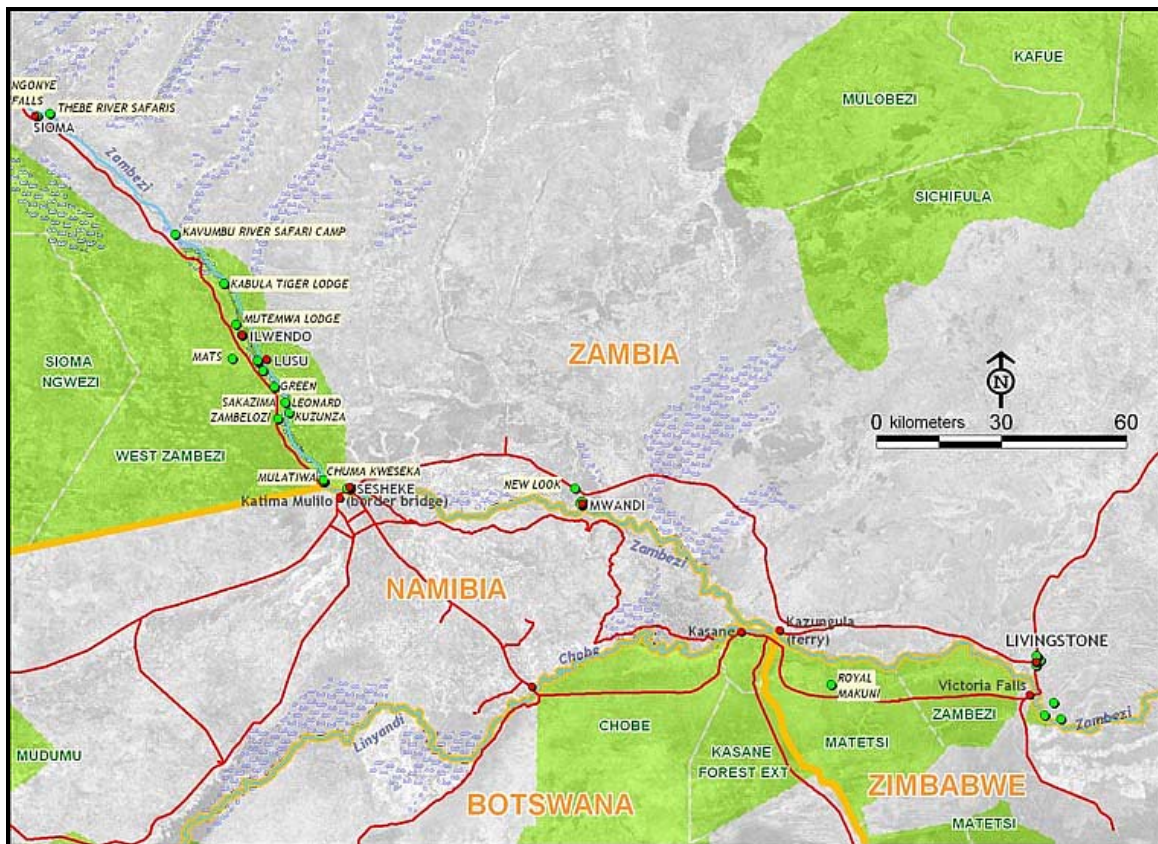 NGONYE
FALLS
THEBE RIVER SAFARIS
SIOMA
Zambezi
KAFUE
MULOBEZI
SICHIFULA
KAVUMBU RIVER SAFARI CAMP
KABULA TIGER LODGE
MUTEMWA LODGE
ILWENDO
MATS
LUSU
SIOMA
NGWEZI
GREEN
SAKAZIMA
LEONARD
ZAMBELOZI
KUZUNZA
ZAMBIA
N
0 kilometers 30 60
WEST ZAMBEZI
MULATIWA
CHUMA KWESEKA
SESHEKE
Katima Mulilo (border bridge)
NEW LOOK
MWANDI
Zambezi
NAMIBIA
Kasane
Kazungula
(ferry)
LIVINGSTONE
Chobe
ROYAL
MAKUNI
Victoria Falls
Zambezi
Linyandi
CHOBE
ZAMBEZI
MATETSI
KASANE
FOREST EXT
MUDUMU
BOTSWANA
ZIMBABWE
MATETSI